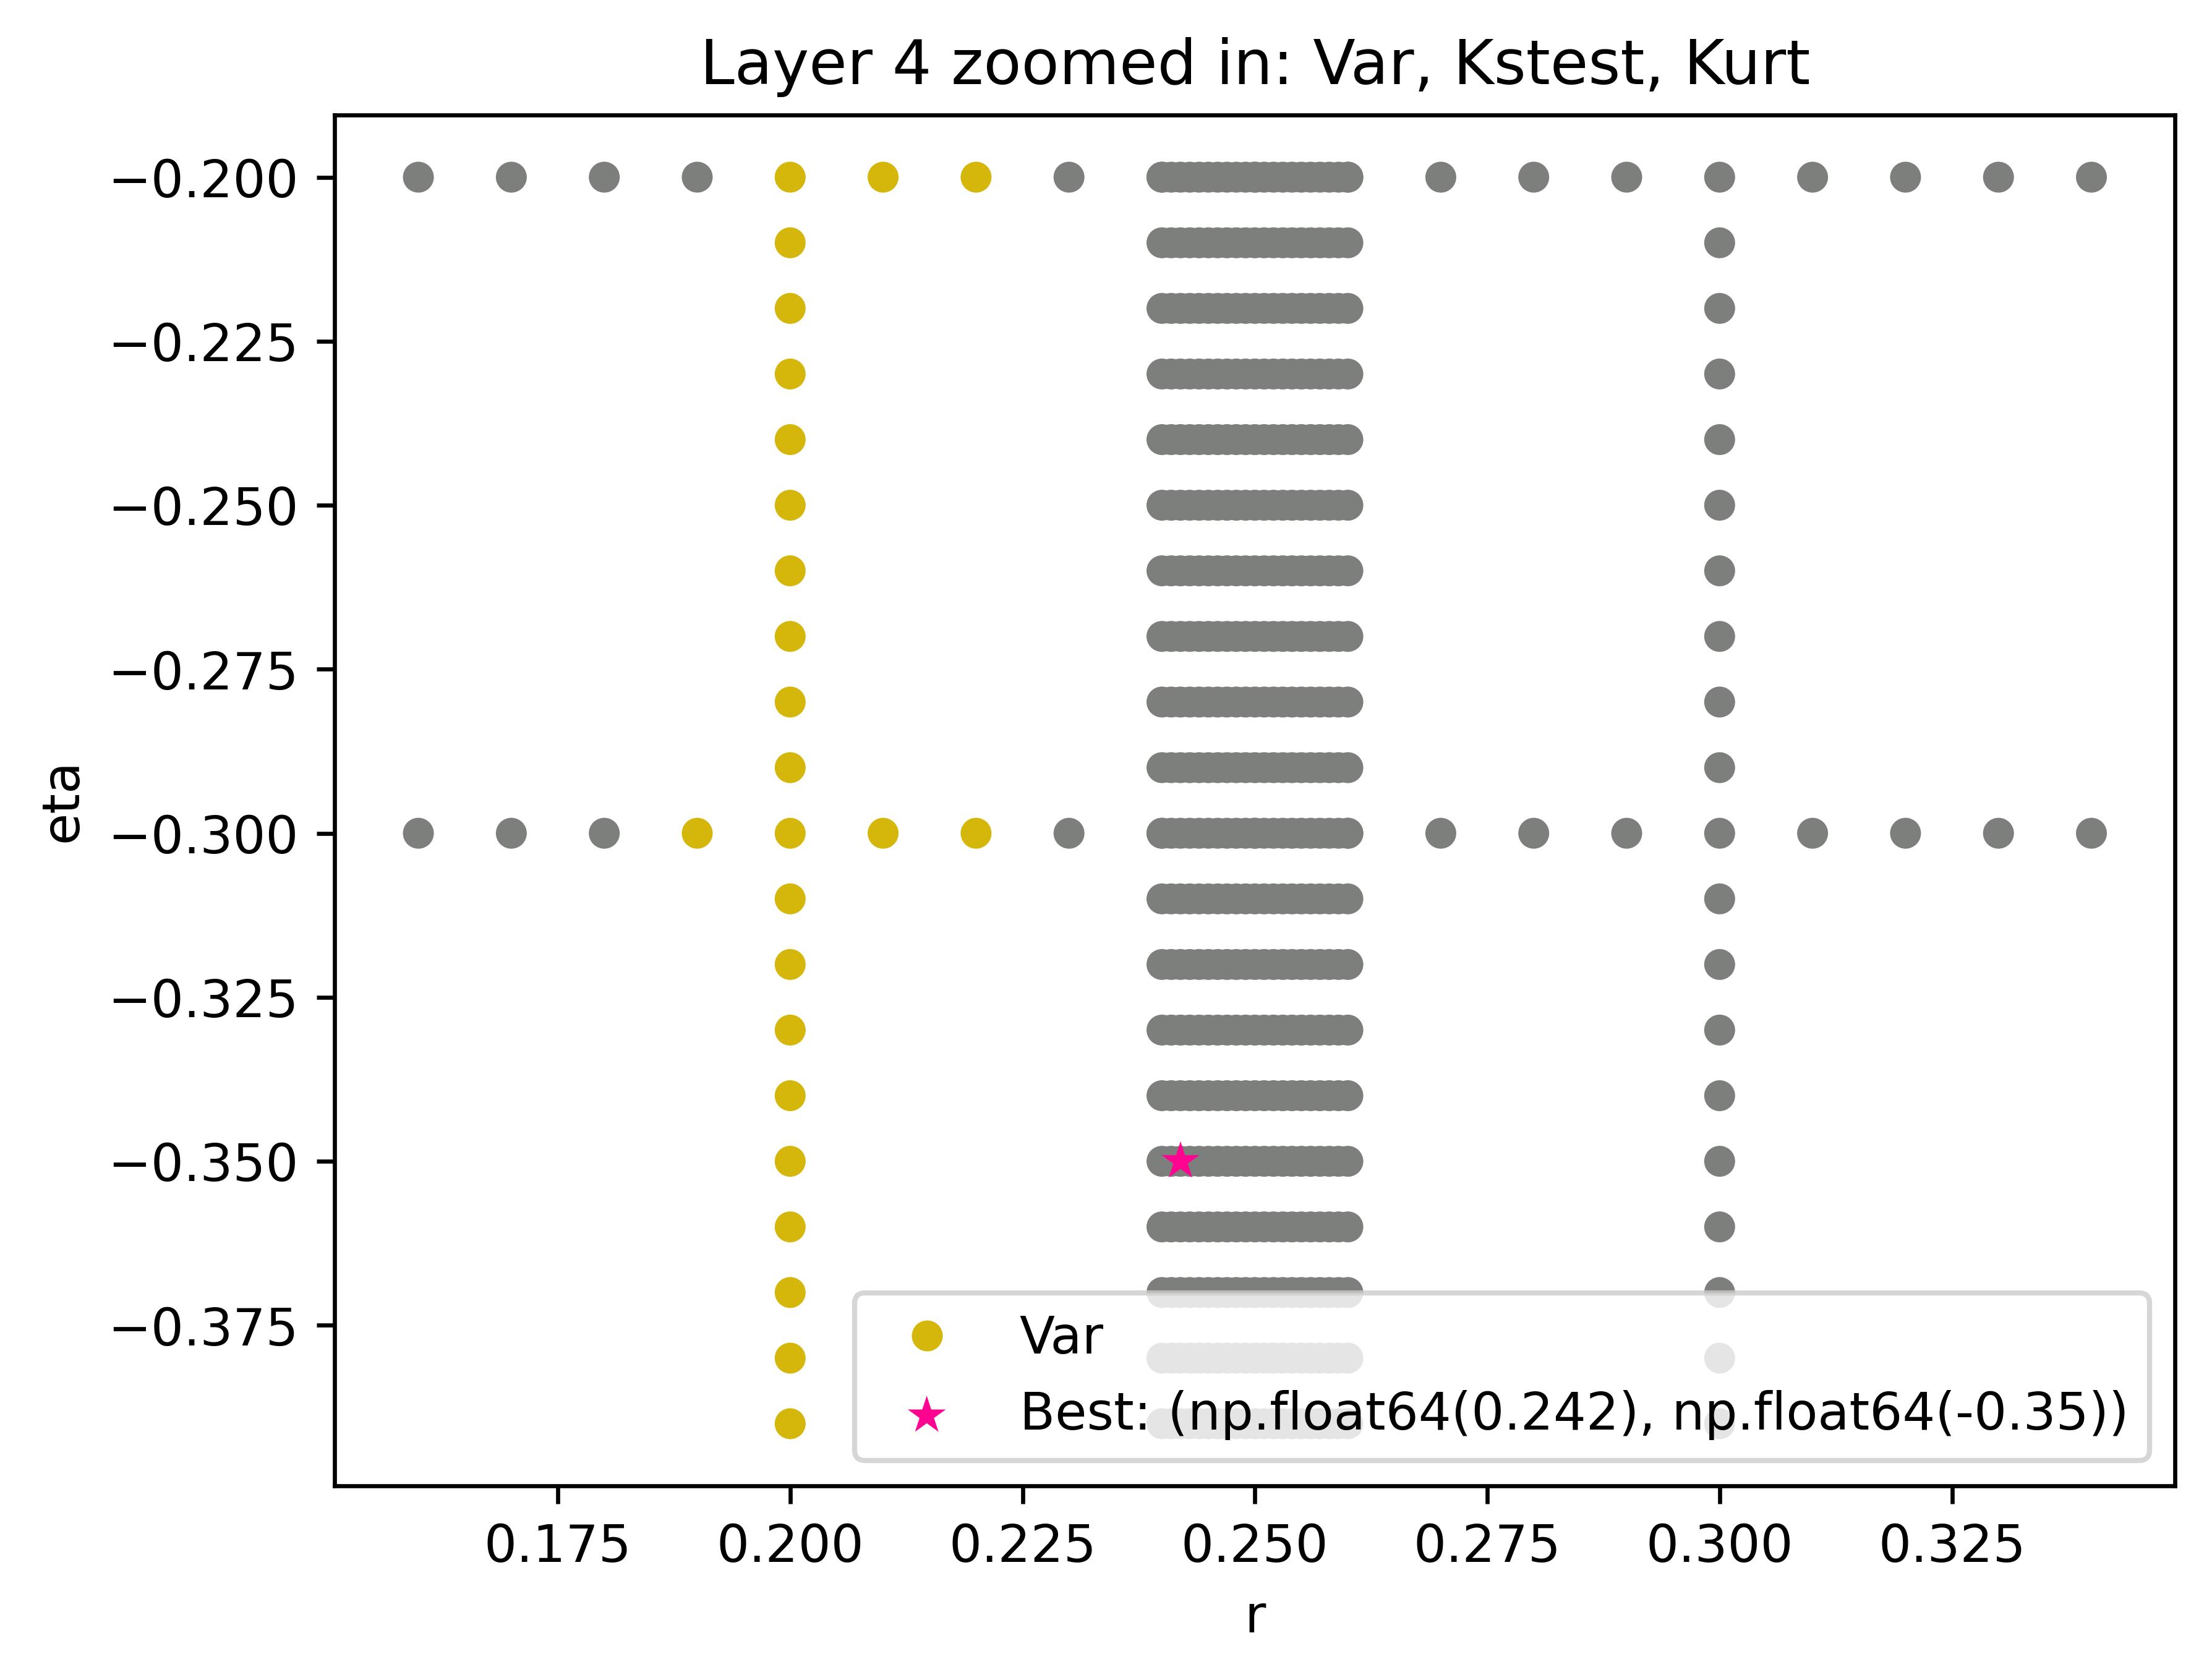 Layer 4 zoomed in: Var, Kstest, Kurt
−0.200
−0.225
−0.250
−0.275
−0.300
−0.325
−0.350
−0.375
eta
Var
Best: (np.float64(0.242), np.float64(-0.35))
0.175 0.200 0.225 0.250 0.275 0.300 0.325
r